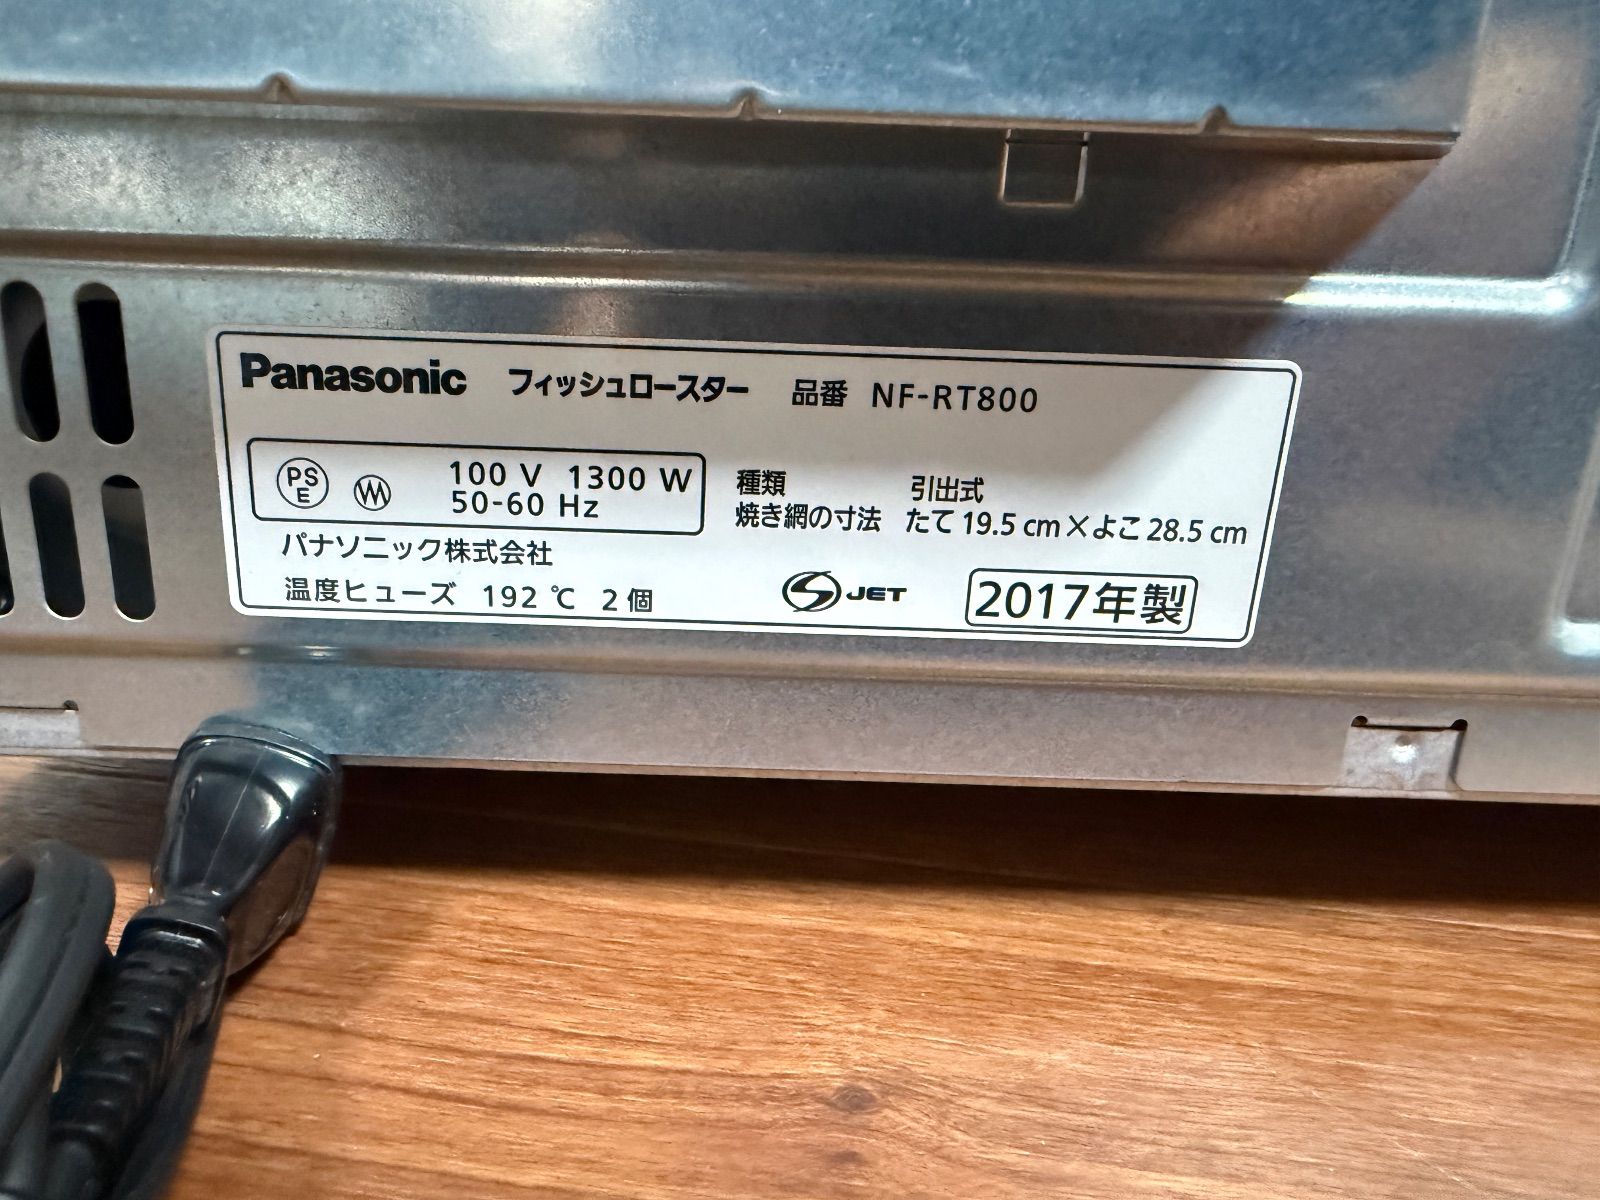 Panasonic フィッシュロースター 品番 NF-RT800
PS E 100 V 1300 W
50-60 Hz
種類 引出式
焼き網の寸法 たて 19.5 cm×よこ 28.5 cm
パナソニック株式会社
温度ヒューズ 192 ℃ 2 個
S JET 2017年製